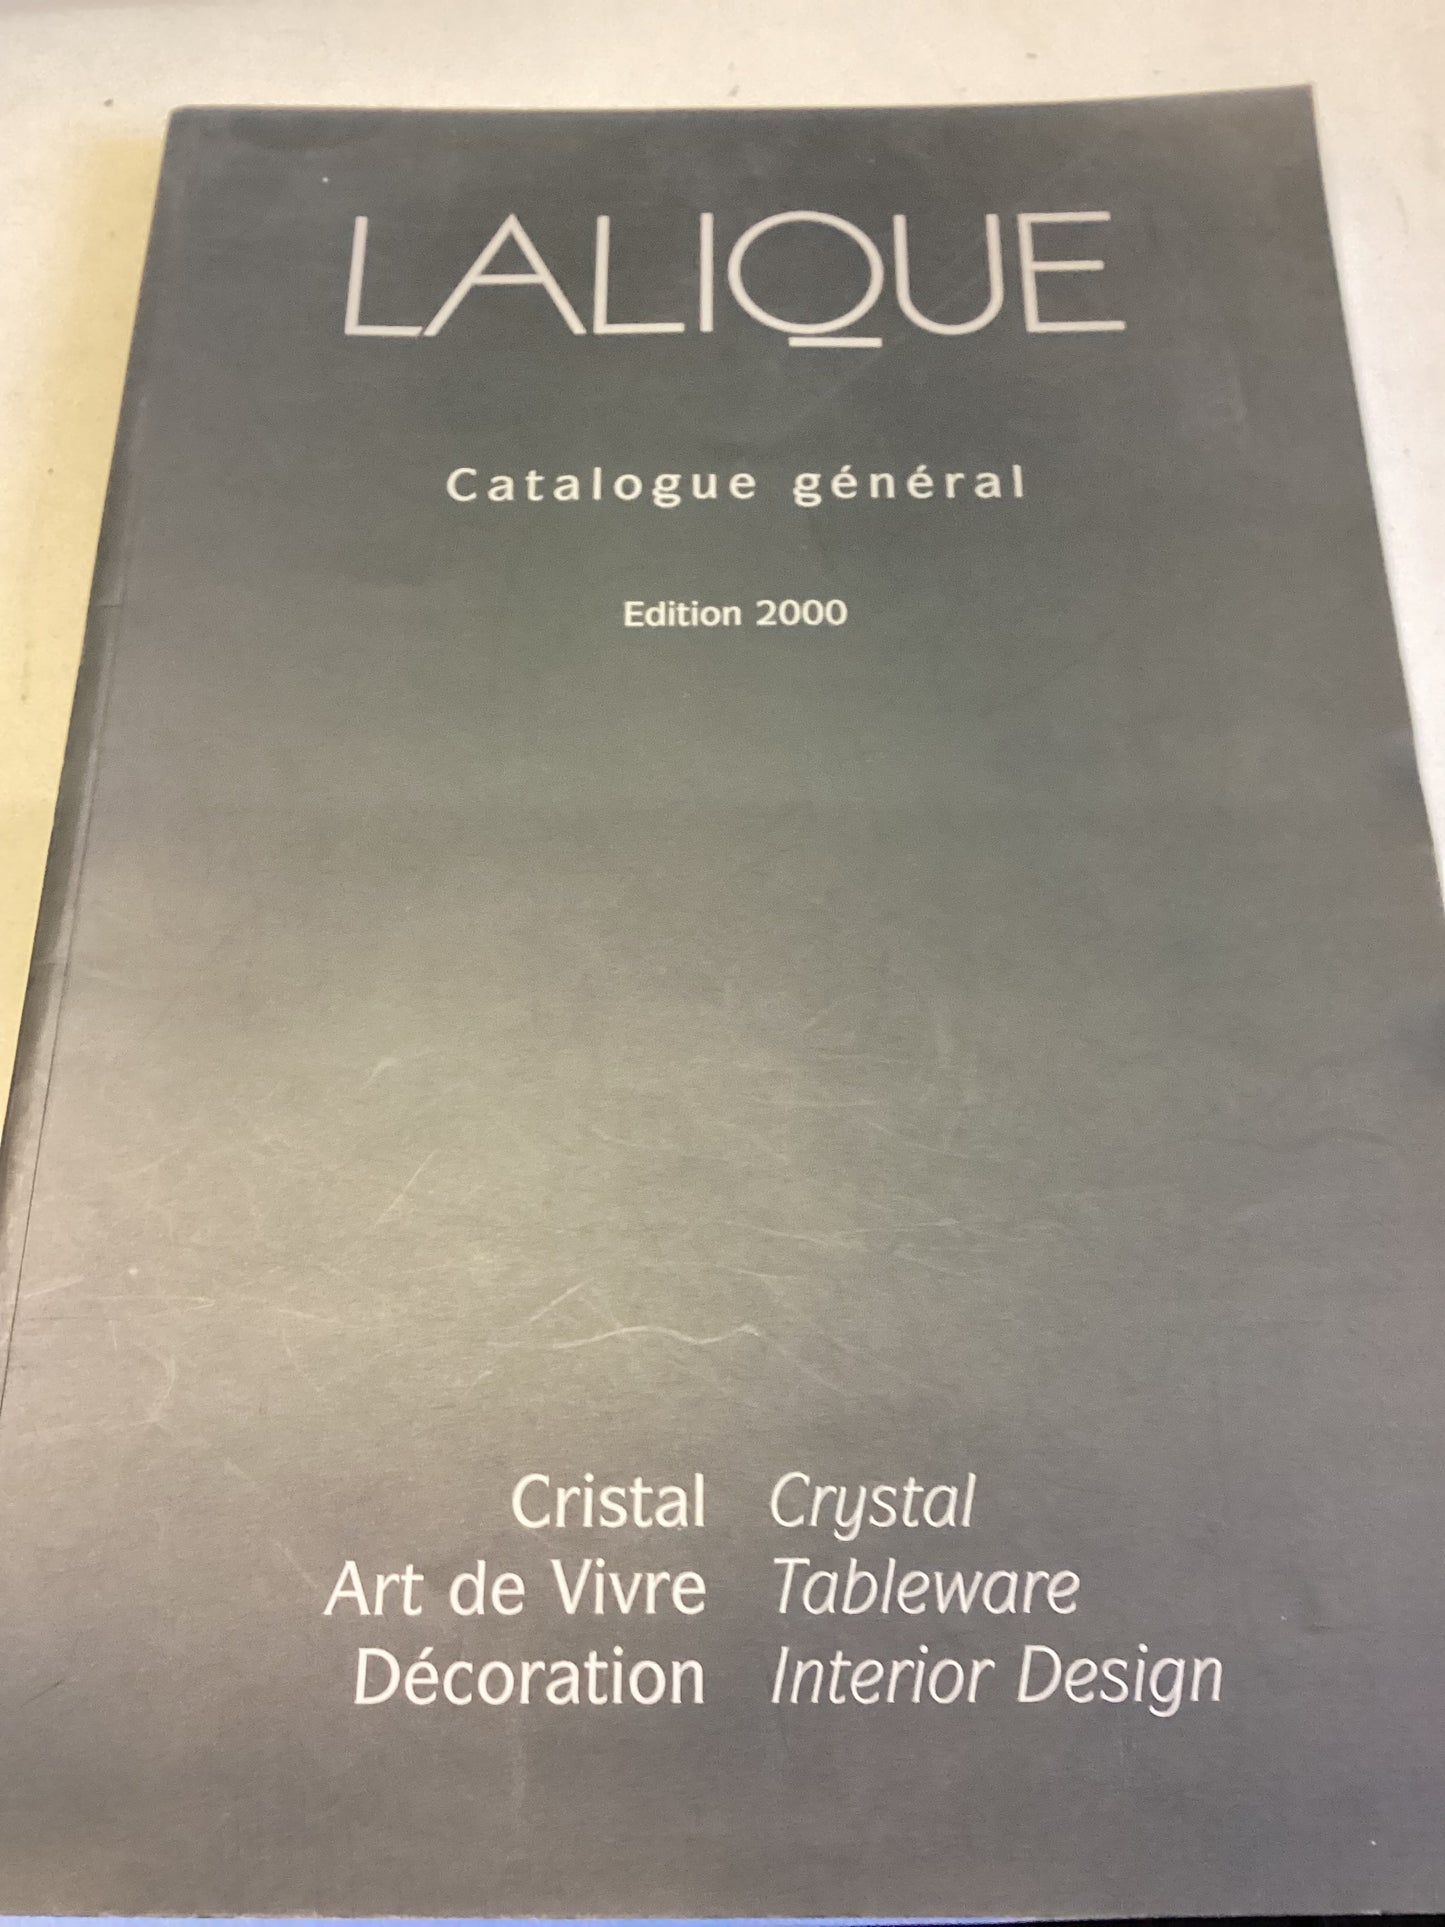 LALIQUE
Catalogue général
Edition 2000
Cristal Crystal
Art de Vivre Tableware
Décoration Interior Design